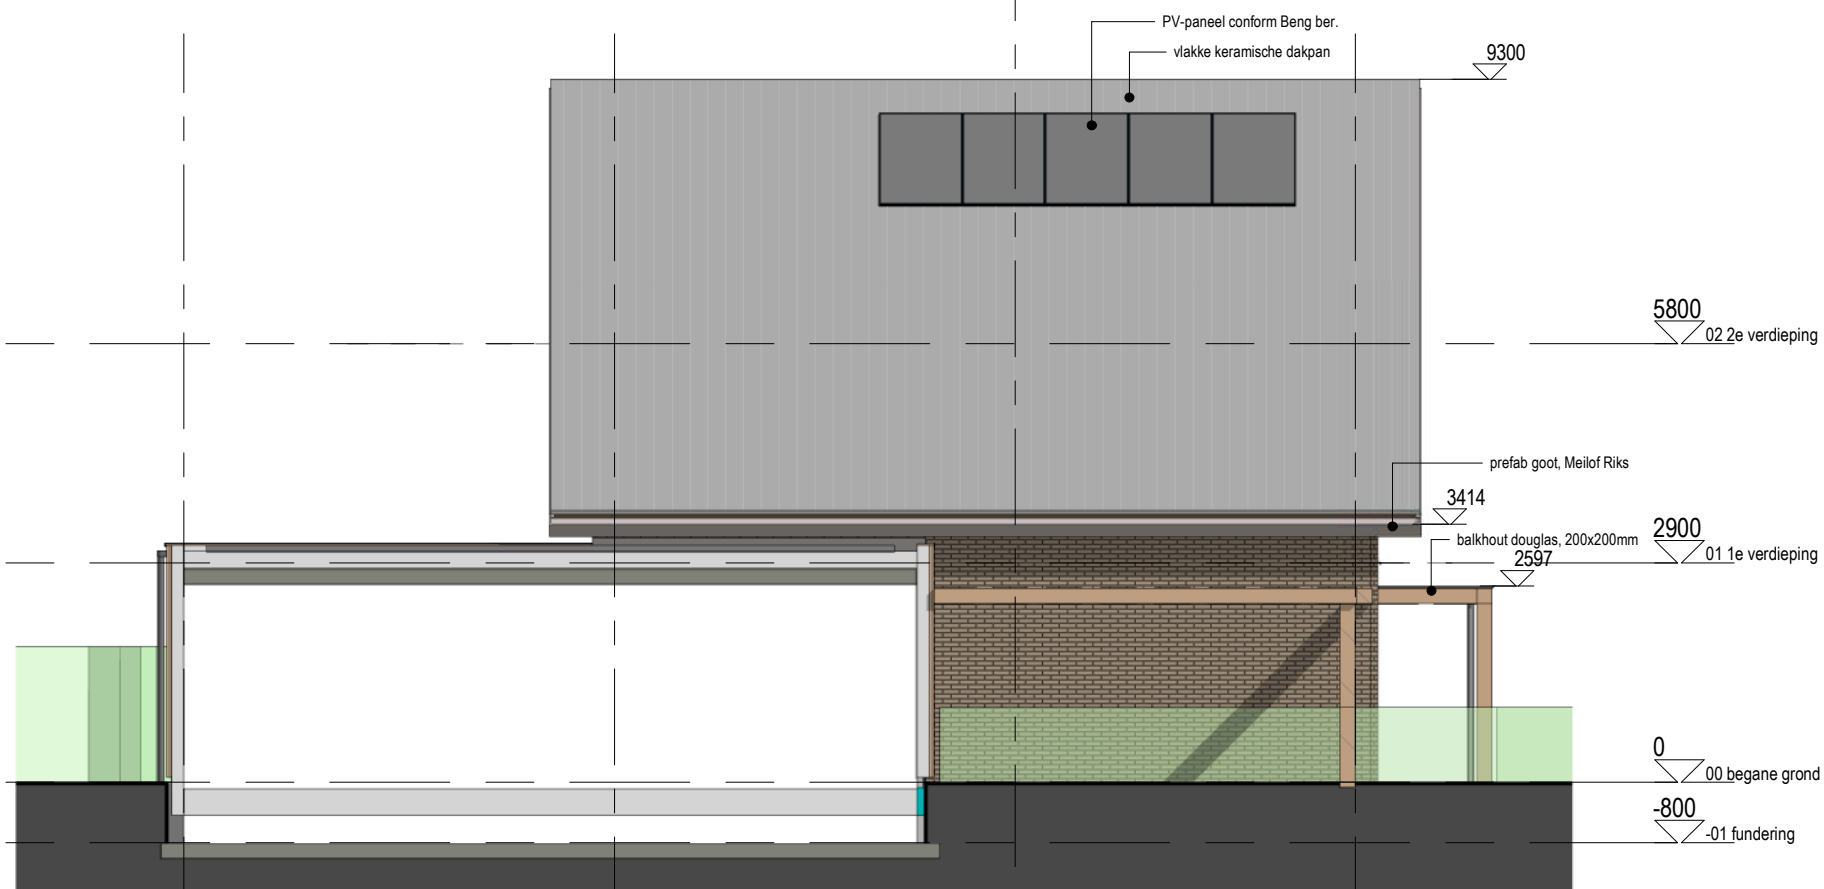 PV-paneel conform Beng ber.
vlakke keramische dakpan
9300
5800
02 2e verdieping
prefab goot, Meilof Riks
3414
balkhout douglas, 200x200mm
2900
01 1e verdieping
2597
0
00 begane grond
-800
-01 fundering